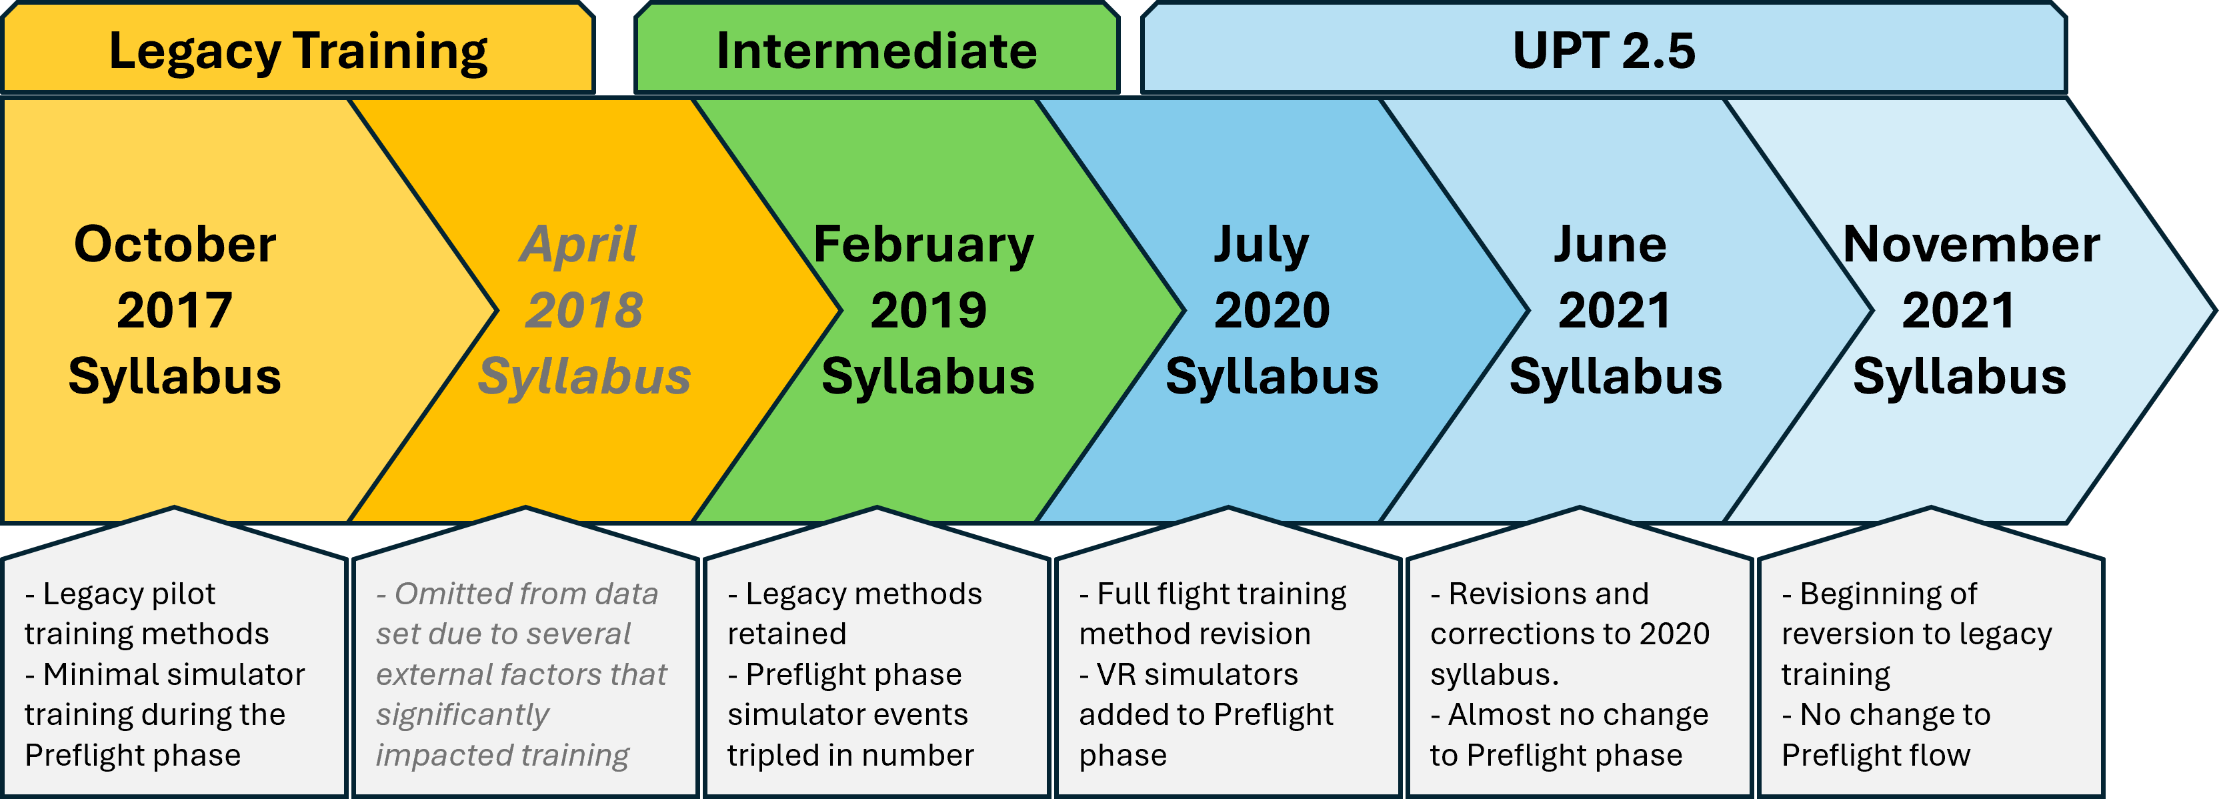 Legacy Training
Intermediate
UPT 2.5
October
2017
Syllabus
April
2018
Syllabus
February
2019
Syllabus
July
2020
Syllabus
June
2021
Syllabus
November
2021
Syllabus
- Legacy pilot
training methods
- Minimal simulator
training during the
Preflight phase
- Omitted from data
set due to several
external factors that
significantly
impacted training
- Legacy methods
retained
- Preflight phase
simulator events
tripled in number
- Full flight training
method revision
- VR simulators
added to Preflight
phase
- Revisions and
corrections to 2020
syllabus.
- Almost no change
to Preflight phase
- Beginning of
reversion to legacy
training
- No change to
Preflight flow